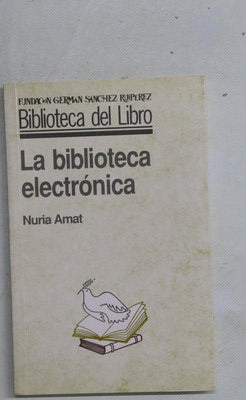 FUNDACION GERMAN SANCHEZ RUIPEREZ
Biblioteca del Libro
La biblioteca
electrónica
Nuria Amat